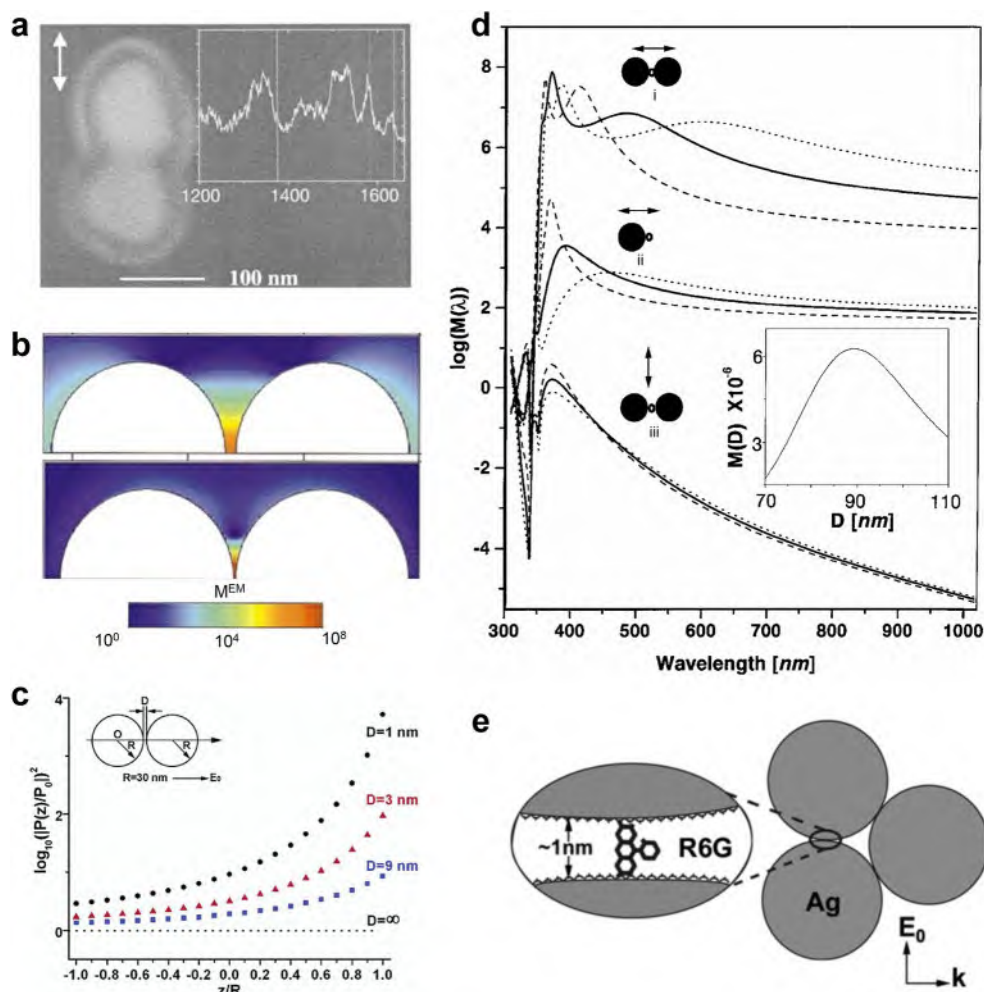 a
1200
1400
1600
100 nm
b
M^EM
10^0
10^4
10^8
c
4
2
0
log10(|P(z)/P0|)^2
D
O
R
R
R=30 nm
E0
D=1 nm
D=3 nm
D=9 nm
D=∞
-1.0 -0.8 -0.6 -0.4 -0.2 0.0 0.2 0.4 0.6 0.8 1.0
z/R
d
8
6
4
2
0
-2
-4
log(M(λ))
i
ii
iii
6
3
M(D) X10^-6
70
90
110
D [nm]
300 400 500 600 700 800 900 1000
Wavelength [nm]
e
~1nm
R6G
Ag
E0
k